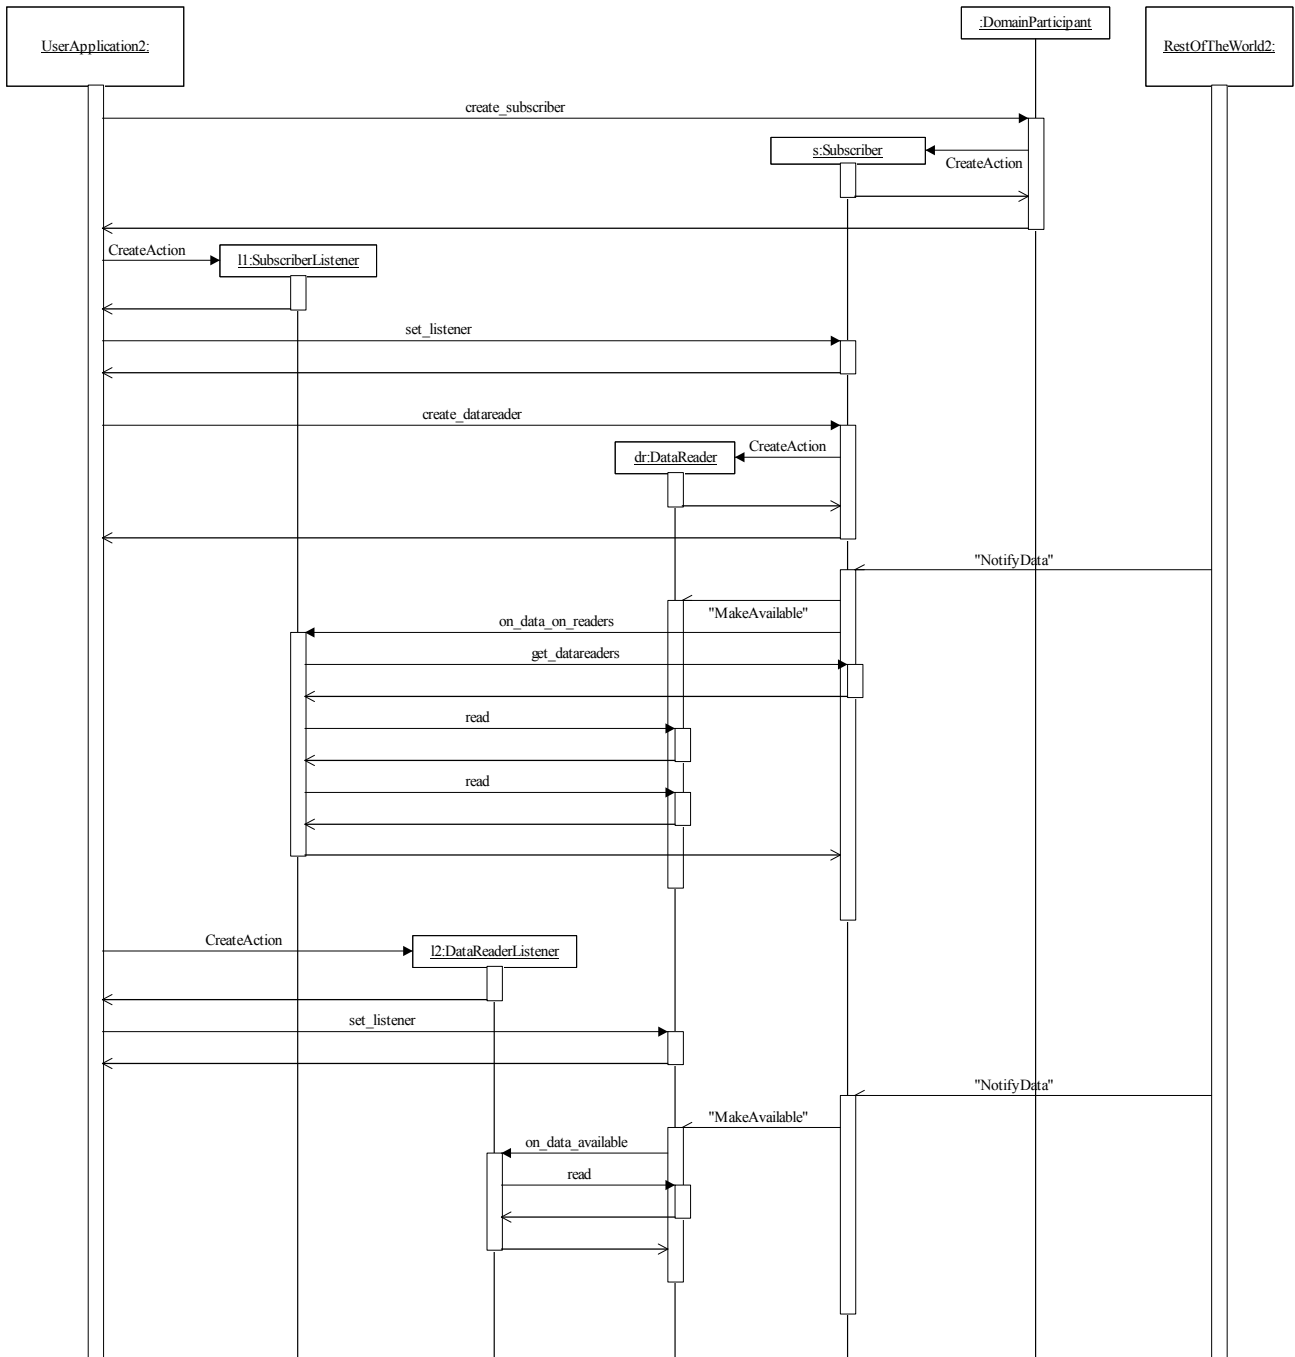 UserApplication2:
:DomainParticipant
RestOfTheWorld2:
create_subscriber
s:Subscriber
CreateAction
CreateAction
l1:SubscriberListener
set_listener
create_datareader
dr:DataReader
CreateAction
"NotifyData"
"MakeAvailable"
on_data_on_readers
get_datareaders
read
read
CreateAction
l2:DataReaderListener
set_listener
"NotifyData"
"MakeAvailable"
on_data_available
read